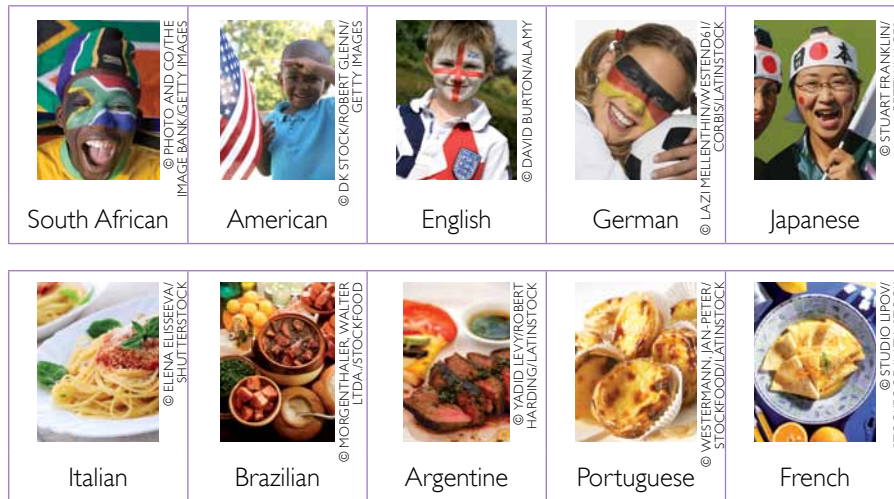 © PHOTO AND CO/THE
IMAGE BANK/GETTY IMAGES
South African
© DK STOCK/ROBERT GLENN/
GETTY IMAGES
American
© DAVID BURTON/ALAMY
English
© LAZI MELLENTHIN/WESTEND61/
CORBIS/LATINSTOCK
German
日本
© STUART FRANKLIN/
Japanese
© ELENA ELISSEEVA/
SHUTTERSTOCK
Italian
© MORGENTHALER, WALTER
LTDA./STOCKFOOD
Brazilian
© YADID LEVY/ROBERT
HARDING/LATINSTOCK
Argentine
© WESTERMANN, JAN-PETER/
STOCKFOOD/LATINSTOCK
Portuguese
© STUDIO LIPOV/
French